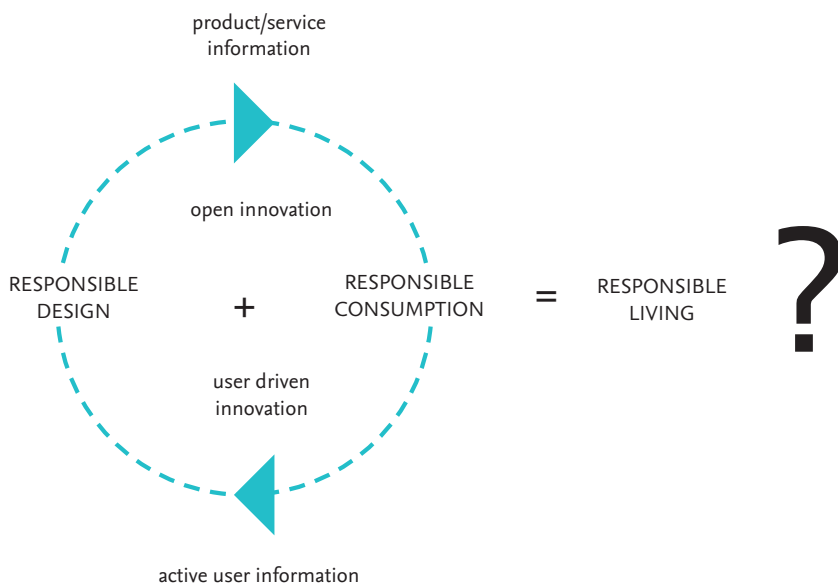 product/service
information
open innovation
RESPONSIBLE
DESIGN
+
RESPONSIBLE
CONSUMPTION
=
RESPONSIBLE
LIVING
?
user driven
innovation
active user information